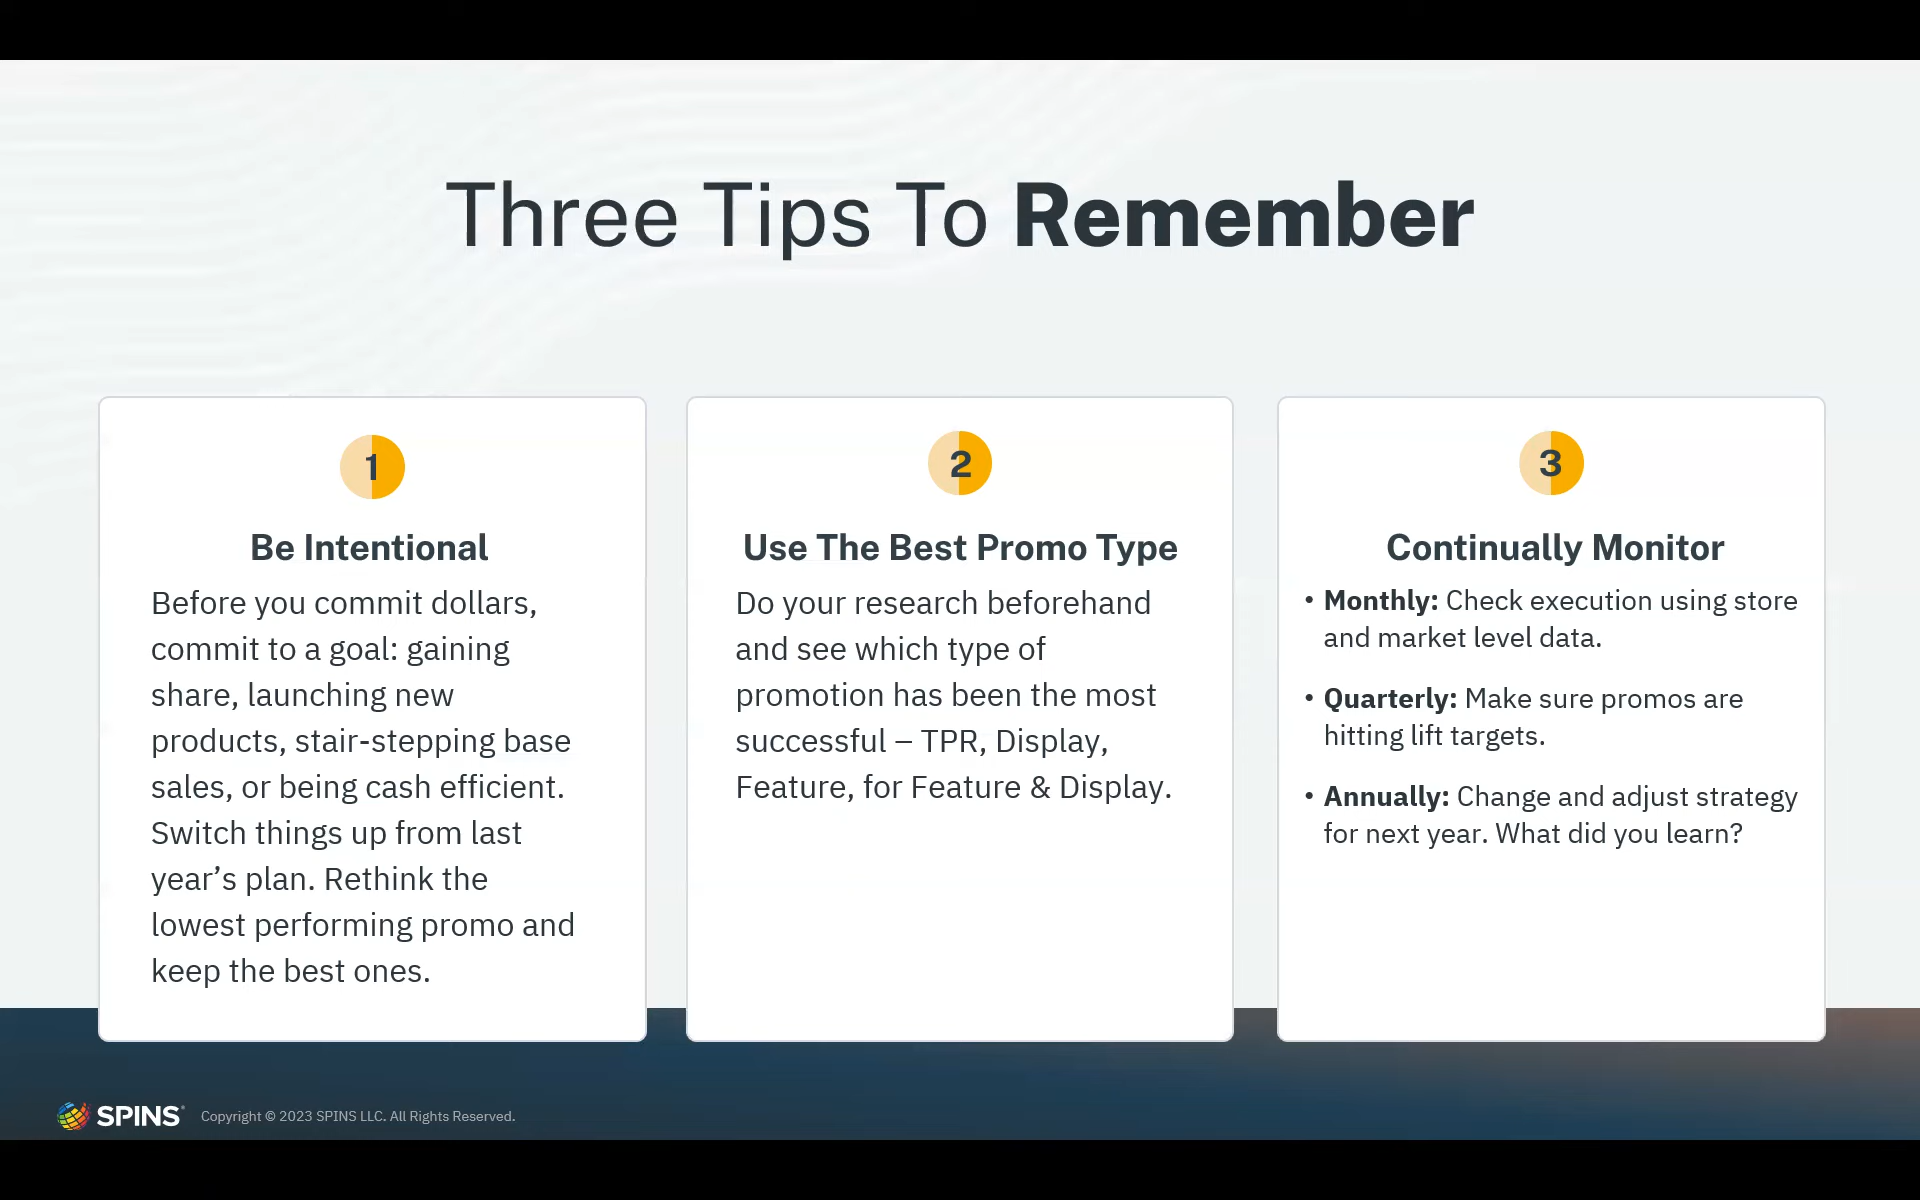 Three Tips To Remember
1
Be Intentional
Before you commit dollars,
commit to a goal: gaining
share, launching new
products, stair-stepping base
sales, or being cash efficient.
Switch things up from last
year’s plan. Rethink the
lowest performing promo and
keep the best ones.
2
Use The Best Promo Type
Do your research beforehand
and see which type of
promotion has been the most
successful – TPR, Display,
Feature, for Feature & Display.
3
Continually Monitor
• Monthly: Check execution using store
and market level data.
• Quarterly: Make sure promos are
hitting lift targets.
• Annually: Change and adjust strategy
for next year. What did you learn?
SPINS® Copyright © 2023 SPINS LLC. All Rights Reserved.